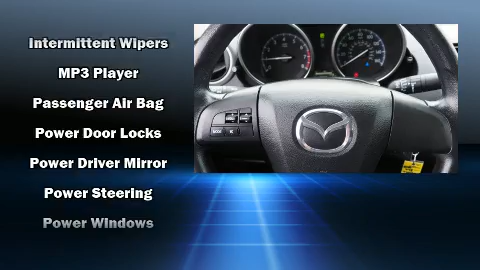 Intermittent Wipers
MP3 Player
Passenger Air Bag
Power Door Locks
Power Driver Mirror
Power Steering
Power Windows